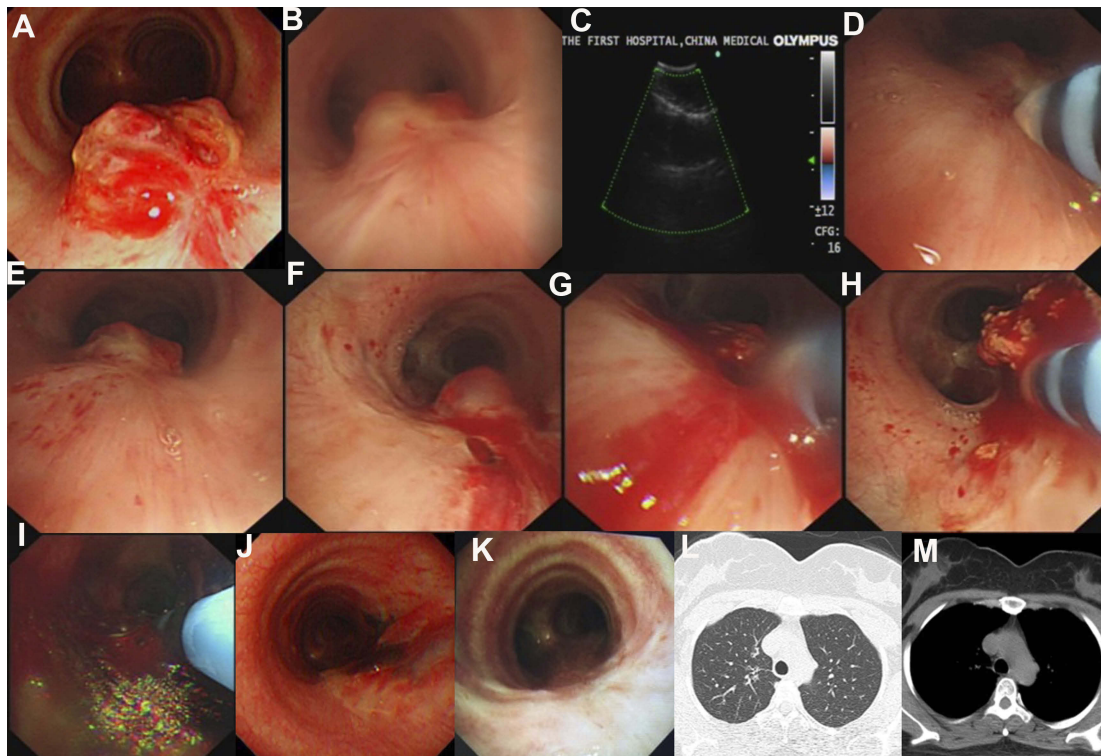 A
B
C
THE FIRST HOSPITAL,CHINA MEDICAL OLYMPUS
±12
CFG:
16
D
E
F
G
H
I
J
K
L
M